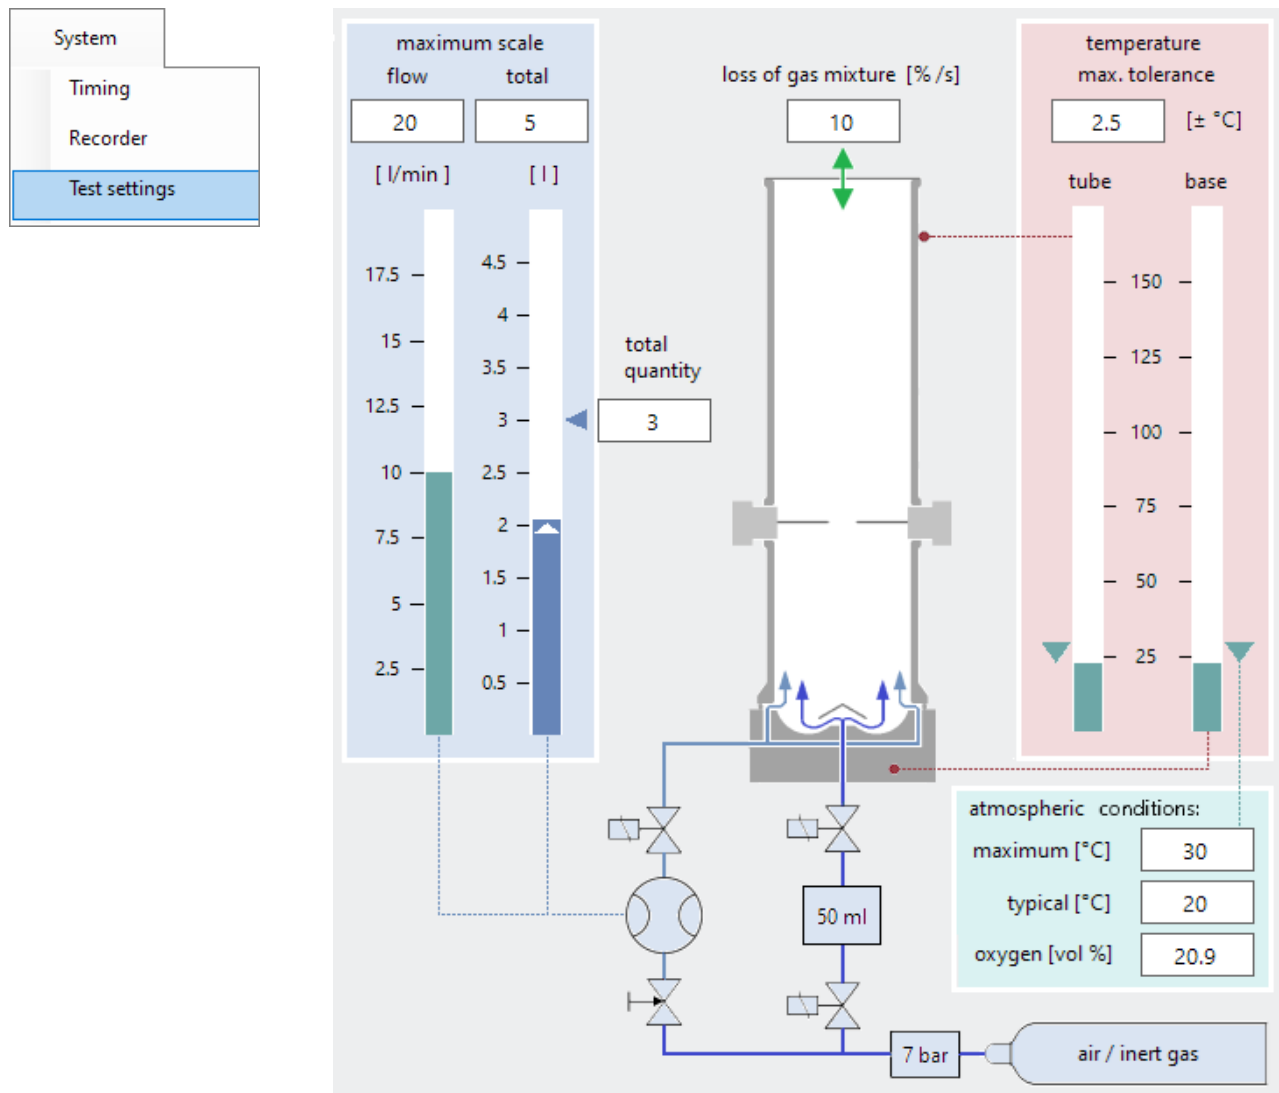 System
Timing
Recorder
Test settings
maximum scale
flow total
20 5
[ l/min ] [ l ]
17.5
15
12.5
10
7.5
5
2.5
4.5
4
3.5
3
2.5
2
1.5
1
0.5
total
quantity
3
loss of gas mixture [% /s]
10
temperature
max. tolerance
2.5 [± °C]
tube base
150
125
100
75
50
25
atmospheric conditions:
maximum [°C] 30
typical [°C] 20
oxygen [vol %] 20.9
50 ml
7 bar
air / inert gas